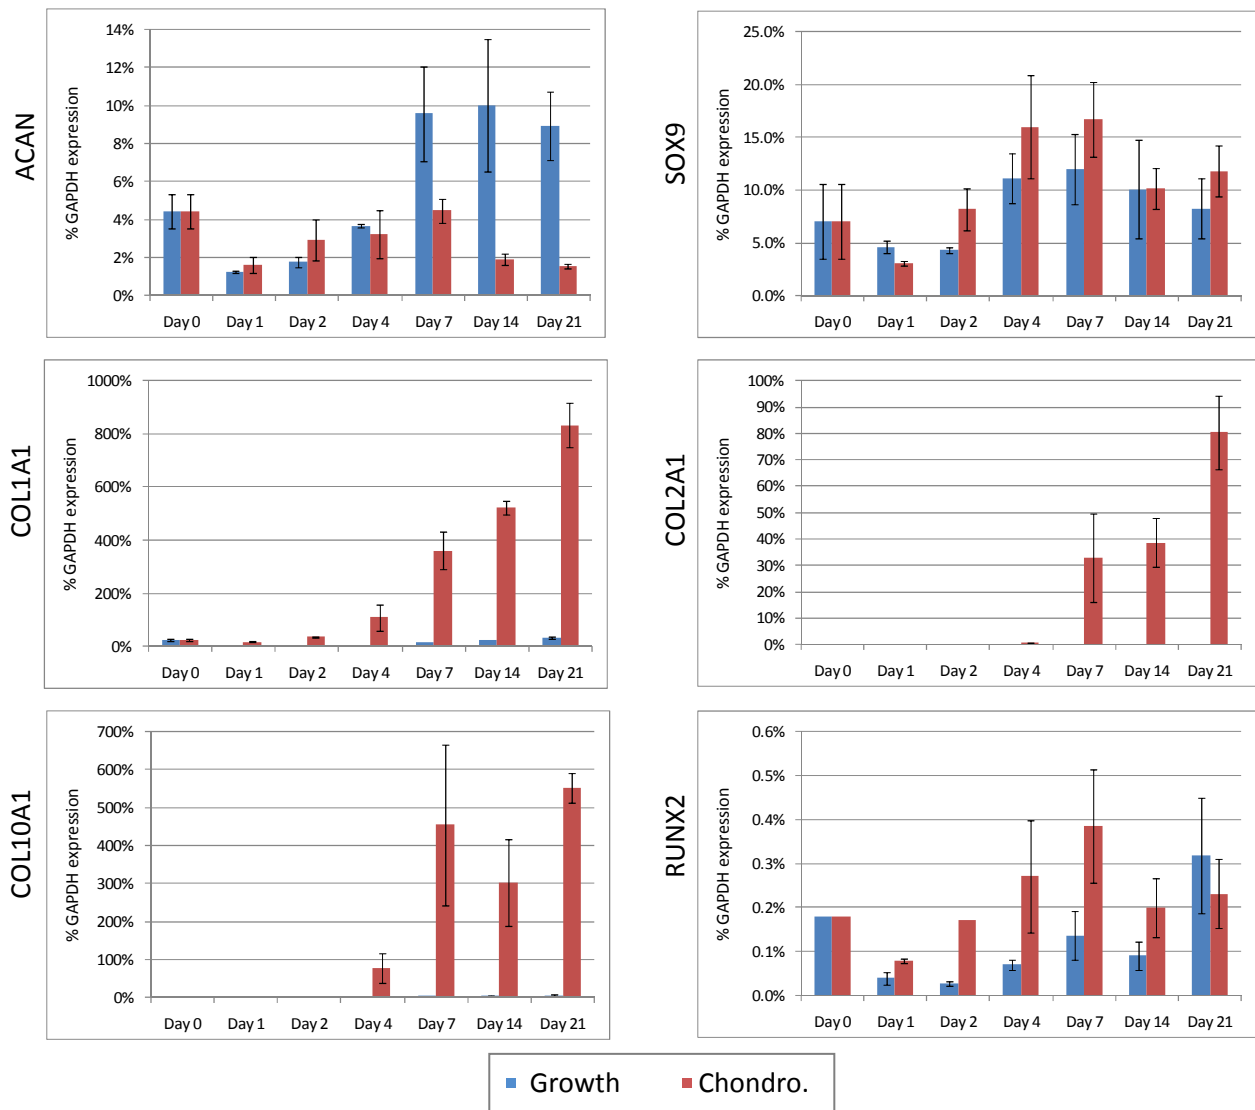 ACAN
% GAPDH expression
14%
12%
10%
8%
6%
4%
2%
0%
Day 0 Day 1 Day 2 Day 4 Day 7 Day 14 Day 21
SOX9
% GAPDH expression
25.0%
20.0%
15.0%
10.0%
5.0%
0.0%
Day 0 Day 1 Day 2 Day 4 Day 7 Day 14 Day 21
COL1A1
% GAPDH expression
1000%
800%
600%
400%
200%
0%
Day 0 Day 1 Day 2 Day 4 Day 7 Day 14 Day 21
COL2A1
% GAPDH expression
100%
90%
80%
70%
60%
50%
40%
30%
20%
10%
0%
Day 0 Day 1 Day 2 Day 4 Day 7 Day 14 Day 21
COL10A1
% GAPDH expression
700%
600%
500%
400%
300%
200%
100%
0%
Day 0 Day 1 Day 2 Day 4 Day 7 Day 14 Day 21
RUNX2
% GAPDH expression
0.6%
0.5%
0.4%
0.3%
0.2%
0.1%
0.0%
Day 0 Day 1 Day 2 Day 4 Day 7 Day 14 Day 21
Growth Chondro.